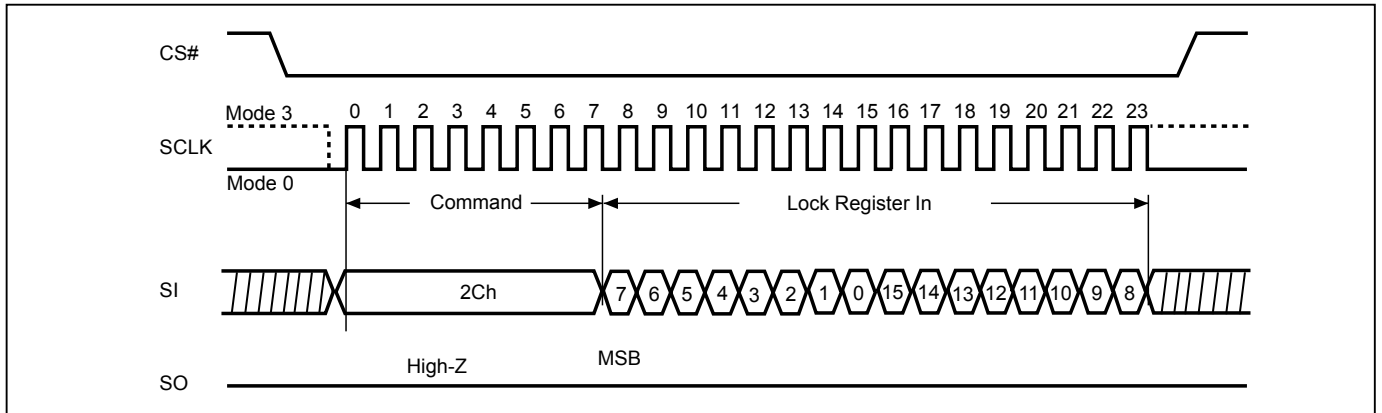 CS#
Mode 3
0 1 2 3 4 5 6 7 8 9 10 11 12 13 14 15 16 17 18 19 20 21 22 23
SCLK
Mode 0
Command
Lock Register In
SI
2Ch
7 6 5 4 3 2 1 0 15 14 13 12 11 10 9 8
High-Z
MSB
SO